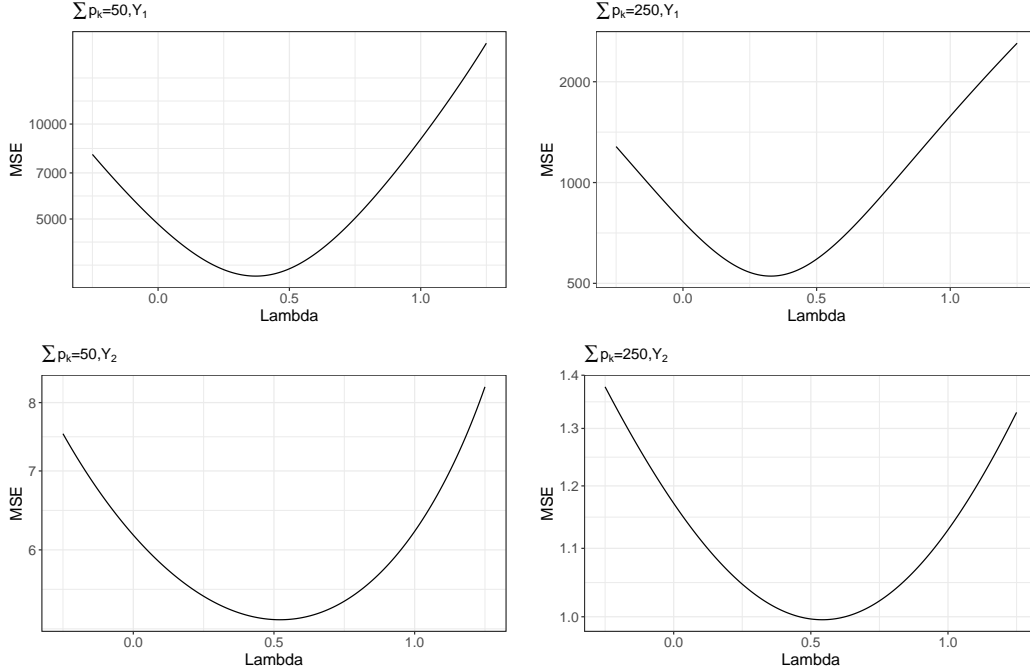 ∑ pₖ=50,Y₁
10000
7000
5000
MSE
0.0 0.5 1.0
Lambda
∑ pₖ=250,Y₁
2000
1000
500
MSE
0.0 0.5 1.0
Lambda
∑ pₖ=50,Y₂
8
7
6
MSE
0.0 0.5 1.0
Lambda
∑ pₖ=250,Y₂
1.4
1.3
1.2
1.1
1.0
MSE
0.0 0.5 1.0
Lambda